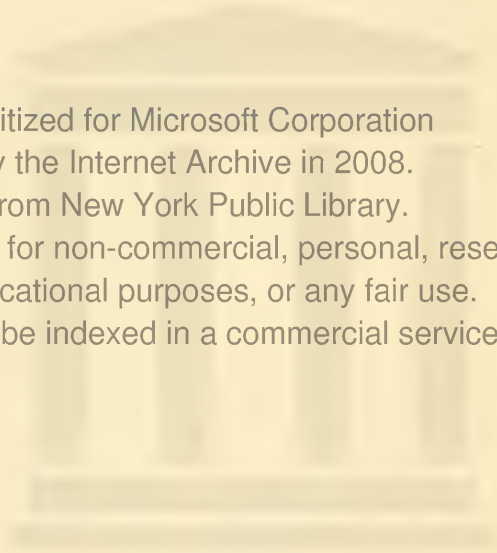 itized for Microsoft Corporation
y the Internet Archive in 2008.
rom New York Public Library.
for non-commercial, personal, rese
cational purposes, or any fair use.
be indexed in a commercial service